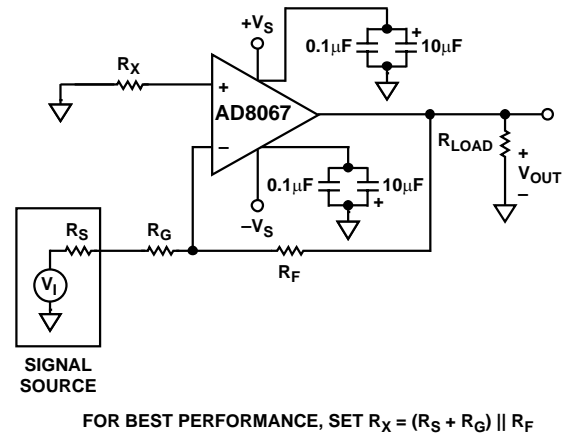 +VS
0.1µF
+
10µF
RX
+
AD8067
−
RLOAD
+
VOUT
−
0.1µF
10µF
+
−VS
RS
RG
RF
VI
SIGNAL
SOURCE
FOR BEST PERFORMANCE, SET RX = (RS + RG) || RF